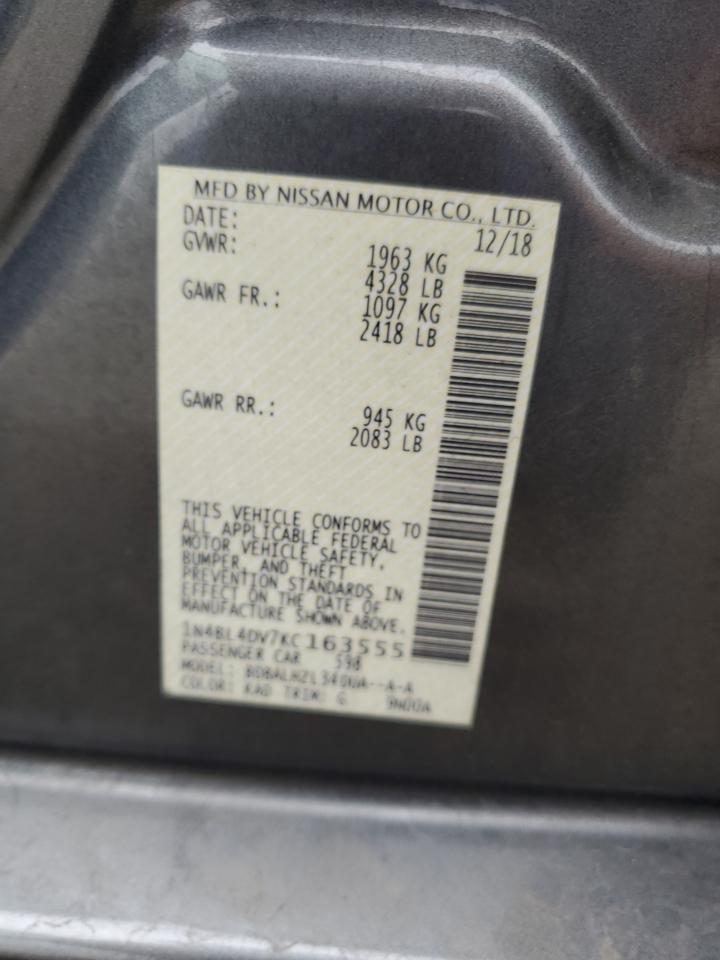 MFD BY NISSAN MOTOR CO., LTD.
DATE: 12/18
GVWR: 1963 KG
4328 LB
GAWR FR.: 1097 KG
2418 LB
GAWR RR.: 945 KG
2083 LB
THIS VEHICLE CONFORMS TO
ALL APPLICABLE FEDERAL
MOTOR VEHICLE SAFETY,
BUMPER, AND THEFT
PREVENTION STANDARDS IN
EFFECT ON THE DATE OF
MANUFACTURE SHOWN ABOVE.
1N4BL4DV7KC163555
PASSENGER CAR 598
MODEL:
COLOR: KAD TRIM: G 9N00A